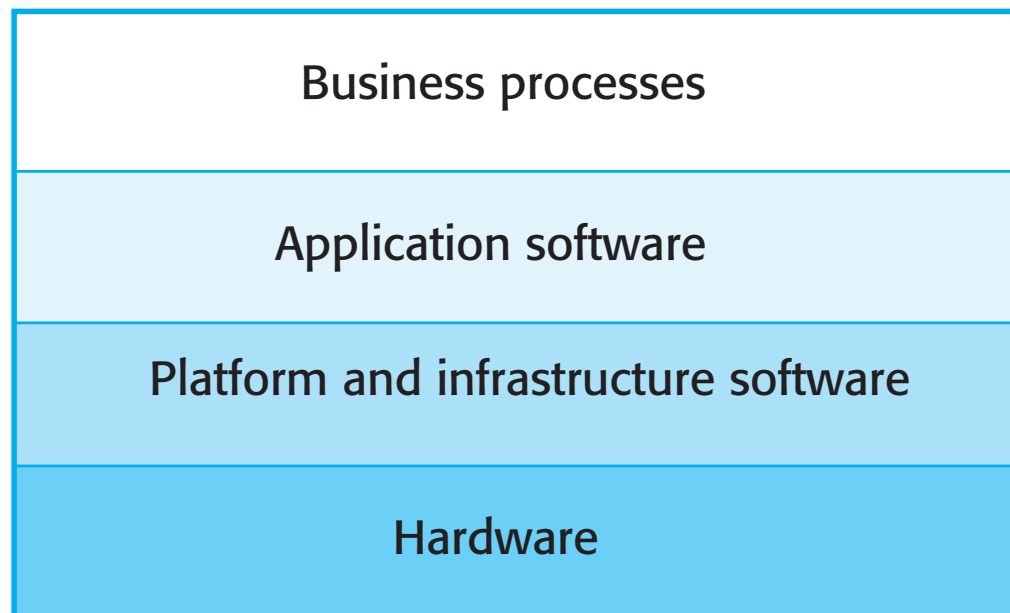 Business processes
Application software
Platform and infrastructure software
Hardware